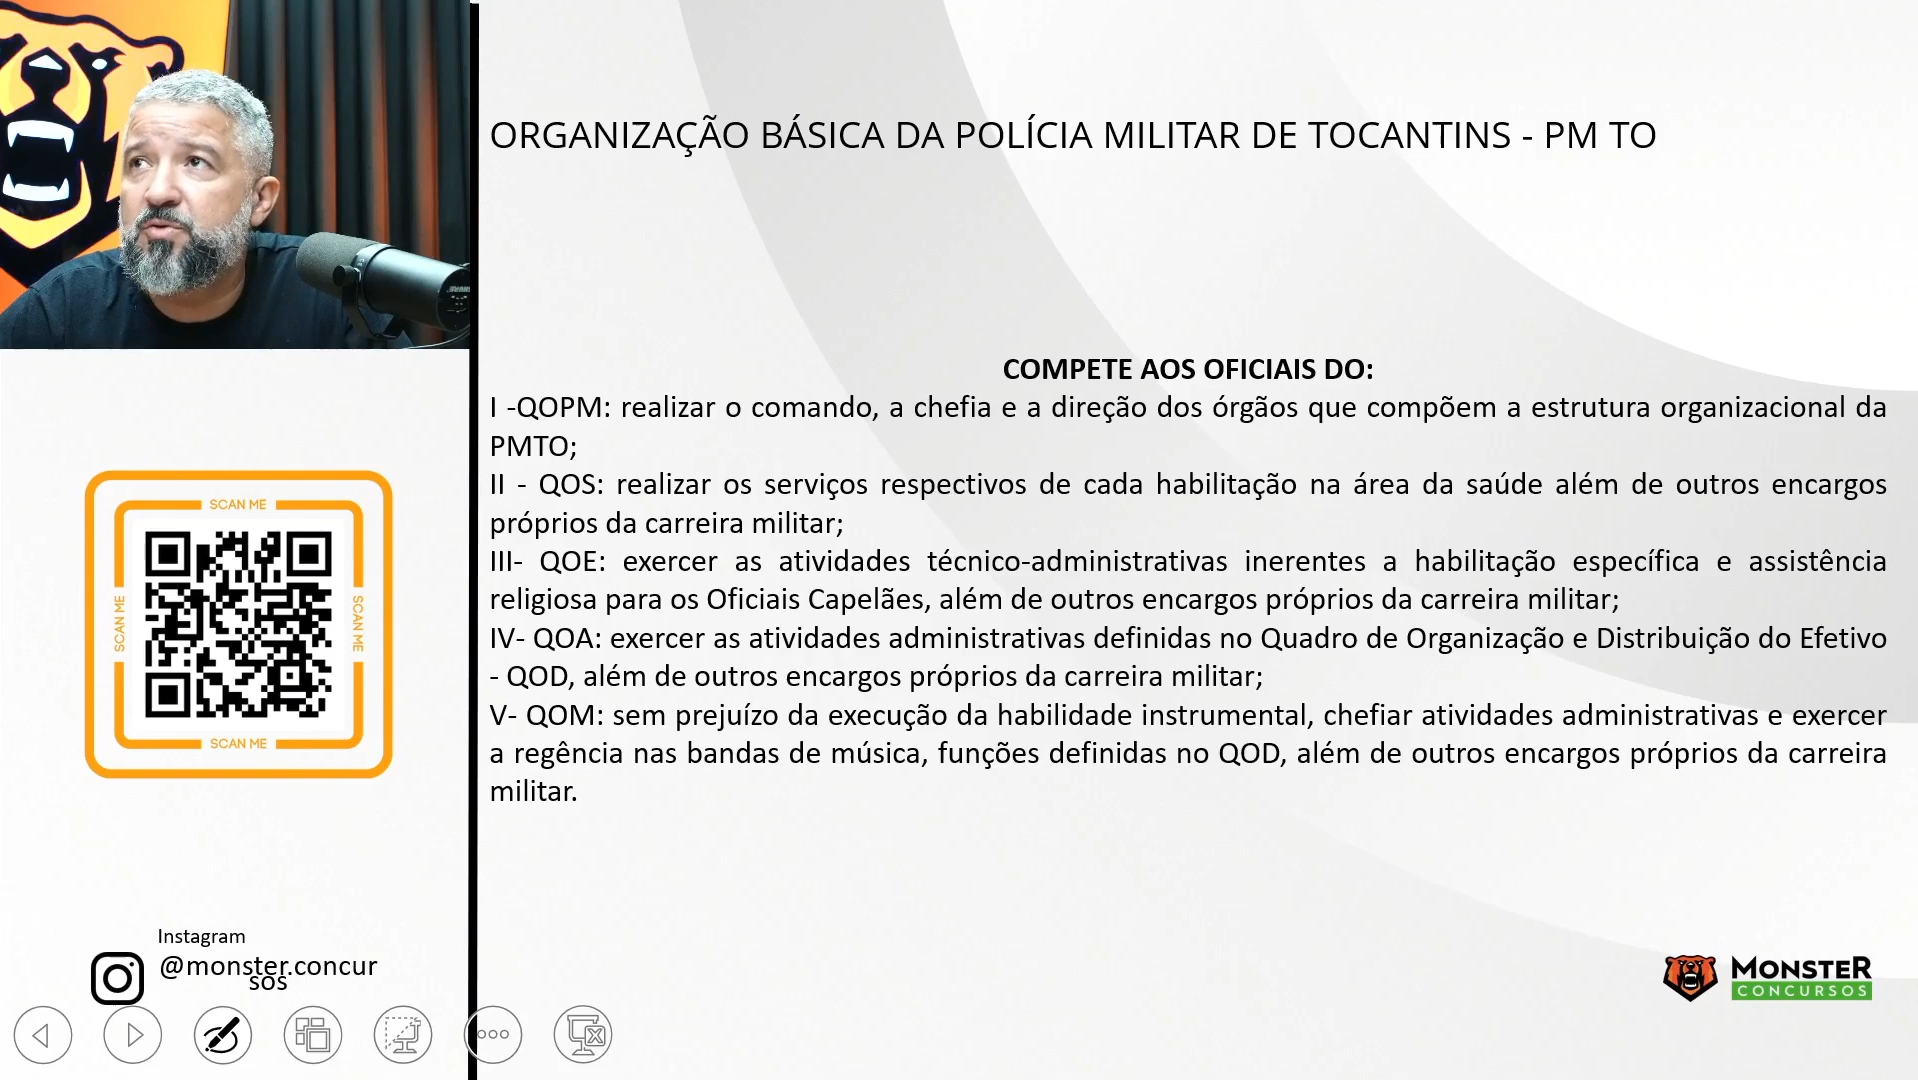 ORGANIZAÇÃO BÁSICA DA POLÍCIA MILITAR DE TOCANTINS - PM TO
COMPETE AOS OFICIAIS DO:
I -QOPM: realizar o comando, a chefia e a direção dos órgãos que compõem a estrutura organizacional da
PMTO;
II - QOS: realizar os serviços respectivos de cada habilitação na área da saúde além de outros encargos
próprios da carreira militar;
III- QOE: exercer as atividades técnico-administrativas inerentes a habilitação específica e assistência
religiosa para os Oficiais Capelães, além de outros encargos próprios da carreira militar;
IV- QOA: exercer as atividades administrativas definidas no Quadro de Organização e Distribuição do Efetivo
- QOD, além de outros encargos próprios da carreira militar;
V- QOM: sem prejuízo da execução da habilidade instrumental, chefiar atividades administrativas e exercer
a regência nas bandas de música, funções definidas no QOD, além de outros encargos próprios da carreira
militar.
SCAN ME
SCAN ME
SCAN ME
SCAN ME
Instagram
@monster.concur
sos
MONSTER
CONCURSOS